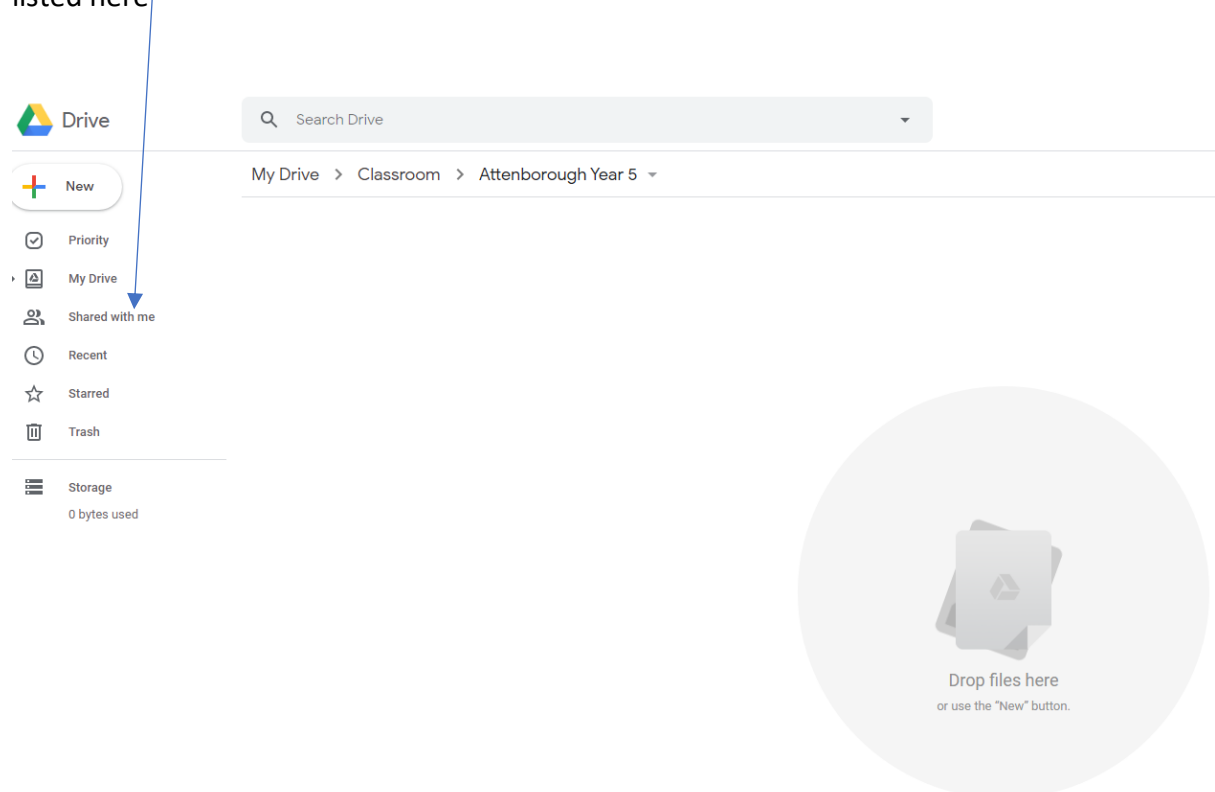 listed here
Drive
Search Drive
New
My Drive > Classroom > Attenborough Year 5
Priority
My Drive
Shared with me
Recent
Starred
Trash
Storage
0 bytes used
Drop files here
or use the "New" button.